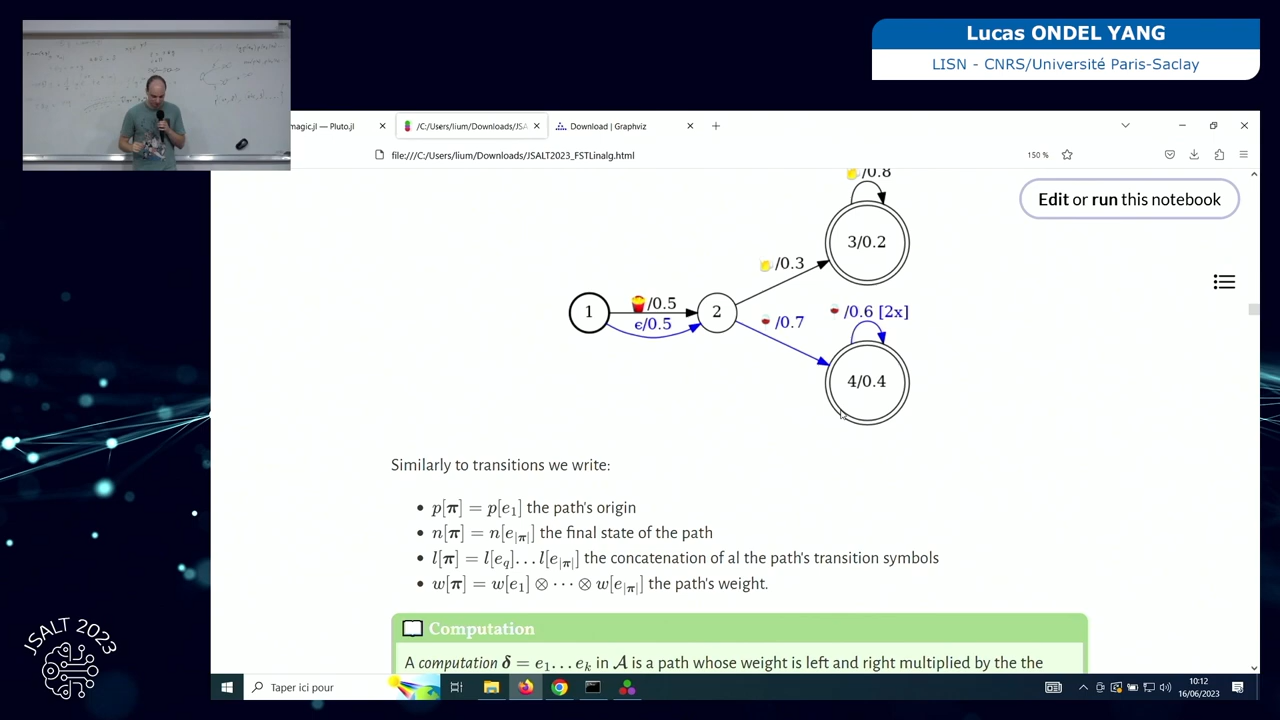 Lucas ONDEL YANG
LISN - CNRS/Université Paris-Saclay
magic.jl — Pluto.jl
/C:/Users/lium/Downloads/JSA
Download | Graphviz
file:///C:/Users/lium/Downloads/JSALT2023_FSTLinalg.html
150 %
Edit or run this notebook
/0.8
3/0.2
/0.3
1
/0.5
ϵ/0.5
2
/0.7
/0.6 [2x]
4/0.4
Similarly to transitions we write:
• p[π] = p[e₁] the path's origin
• n[π] = n[e_|π|] the final state of the path
• l[π] = l[e_q]…l[e_|π|] the concatenation of al the path's transition symbols
• w[π] = w[e₁] ⊗ ⋯ ⊗ w[e_|π|] the path's weight.
Computation
A computation δ = e₁…e_k in 𝒜 is a path whose weight is left and right multiplied by the the
JSALT 2023
Taper ici pour
10:12
16/06/2023